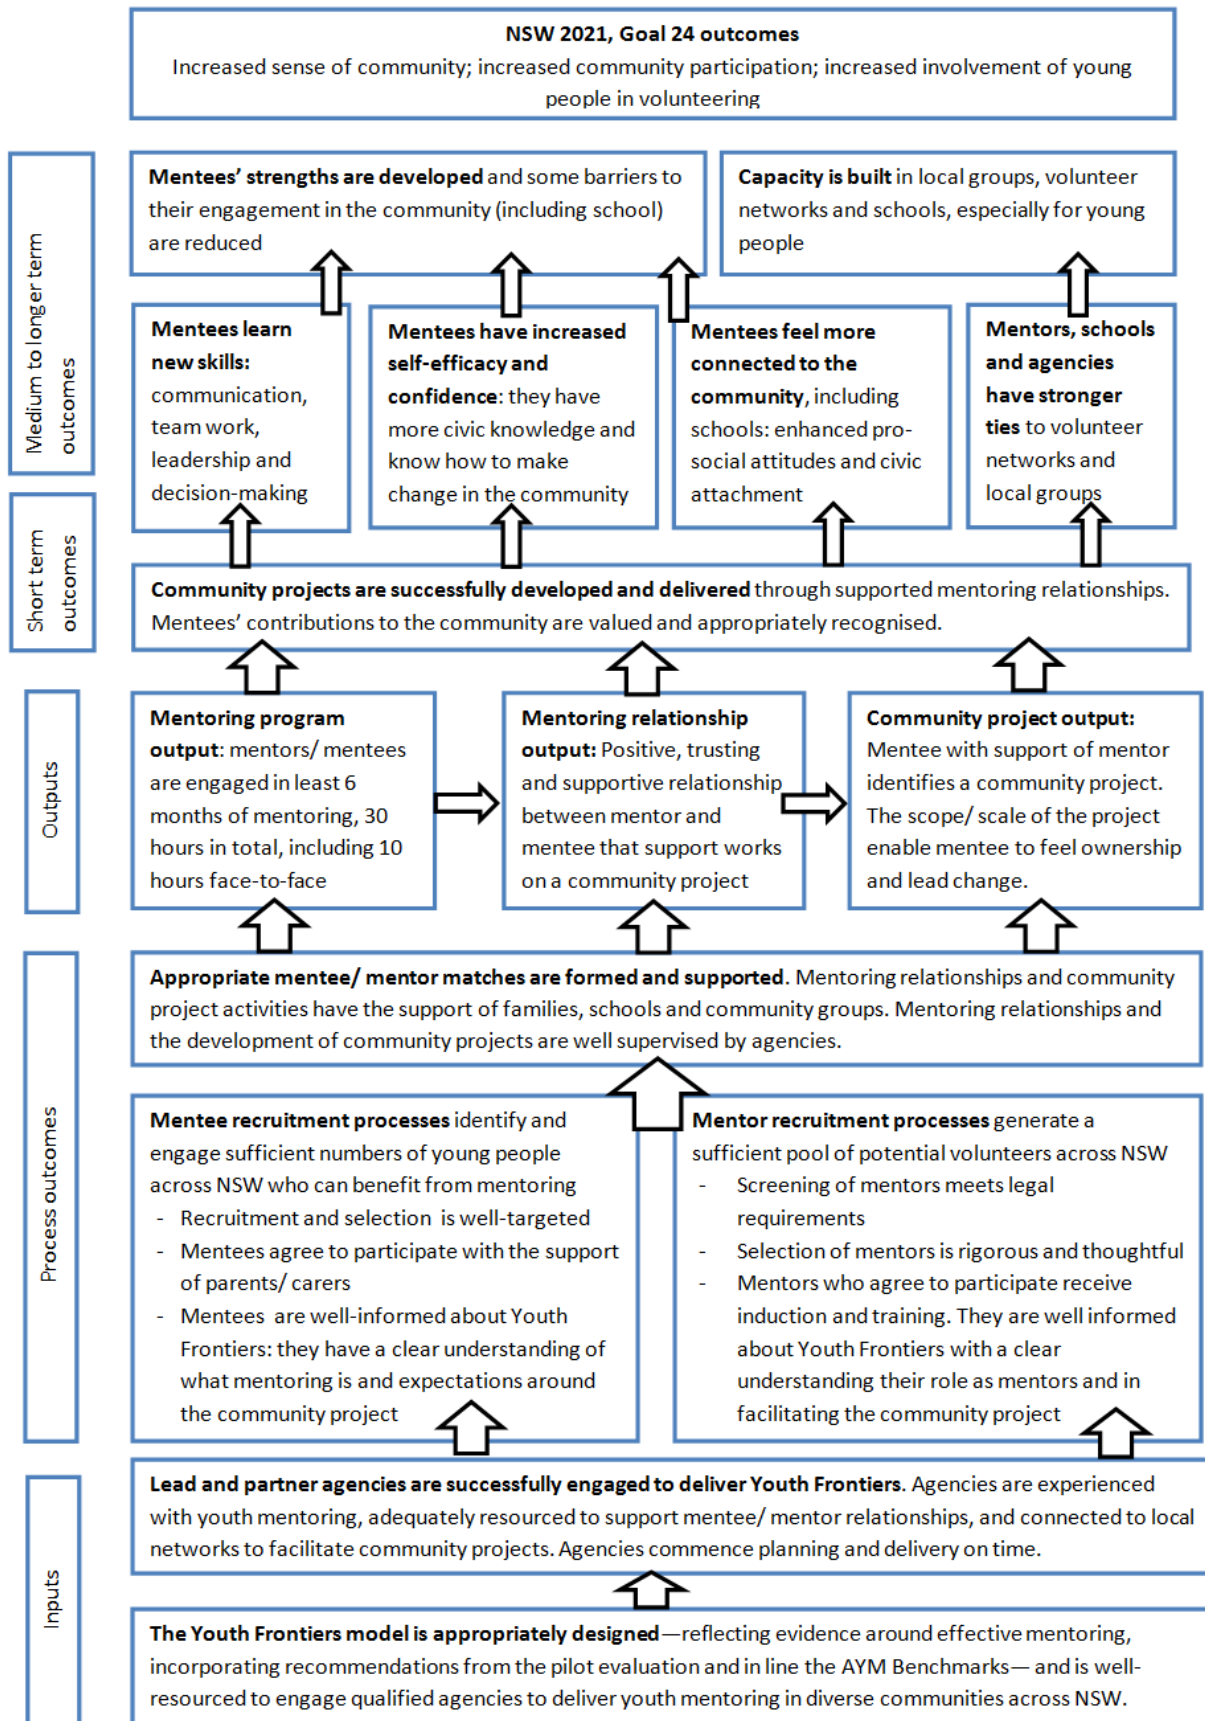 NSW 2021, Goal 24 outcomes
Increased sense of community; increased community participation; increased involvement of young
people in volunteering
Medium to longer term
outcomes
Mentees' strengths are developed and some barriers to
their engagement in the community (including school)
are reduced
Capacity is built in local groups, volunteer
networks and schools, especially for young
people
Mentees learn
new skills:
communication,
team work,
leadership and
decision-making
Mentees have increased
self-efficacy and
confidence: they have
more civic knowledge and
know how to make
change in the community
Mentees feel more
connected to the
community, including
schools: enhanced pro-
social attitudes and civic
attachment
Mentors, schools
and agencies
have stronger
ties to volunteer
networks and
local groups
Short term
outcomes
Community projects are successfully developed and delivered through supported mentoring relationships.
Mentees' contributions to the community are valued and appropriately recognised.
Outputs
Mentoring program
output: mentors/ mentees
are engaged in least 6
months of mentoring, 30
hours in total, including 10
hours face-to-face
Mentoring relationship
output: Positive, trusting
and supportive relationship
between mentor and
mentee that support works
on a community project
Community project output:
Mentee with support of mentor
identifies a community project.
The scope/ scale of the project
enable mentee to feel ownership
and lead change.
Process outcomes
Appropriate mentee/ mentor matches are formed and supported. Mentoring relationships and community
project activities have the support of families, schools and community groups. Mentoring relationships and
the development of community projects are well supervised by agencies.
Mentee recruitment processes identify and
engage sufficient numbers of young people
across NSW who can benefit from mentoring
- Recruitment and selection is well-targeted
- Mentees agree to participate with the support
of parents/ carers
- Mentees are well-informed about Youth
Frontiers: they have a clear understanding of
what mentoring is and expectations around
the community project
Mentor recruitment processes generate a
sufficient pool of potential volunteers across NSW
- Screening of mentors meets legal
requirements
- Selection of mentors is rigorous and thoughtful
- Mentors who agree to participate receive
induction and training. They are well informed
about Youth Frontiers with a clear
understanding their role as mentors and in
facilitating the community project
Inputs
Lead and partner agencies are successfully engaged to deliver Youth Frontiers. Agencies are experienced
with youth mentoring, adequately resourced to support mentee/ mentor relationships, and connected to local
networks to facilitate community projects. Agencies commence planning and delivery on time.
The Youth Frontiers model is appropriately designed—reflecting evidence around effective mentoring,
incorporating recommendations from the pilot evaluation and in line the AYM Benchmarks— and is well-
resourced to engage qualified agencies to deliver youth mentoring in diverse communities across NSW.